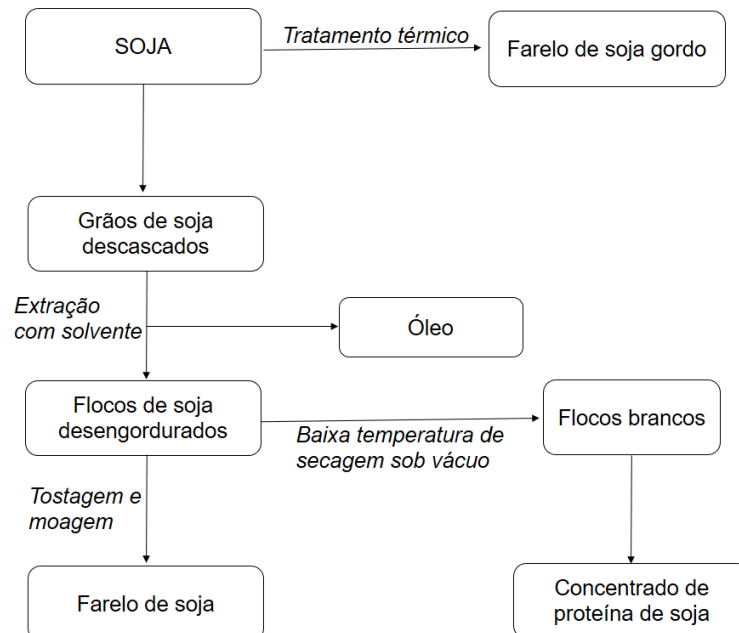 SOJA
Tratamento térmico
Farelo de soja gordo
Grãos de soja
descascados
Extração
com solvente
Óleo
Flocos de soja
desengordurados
Baixa temperatura de
secagem sob vácuo
Flocos brancos
Tostagem e
moagem
Farelo de soja
Concentrado de
proteína de soja